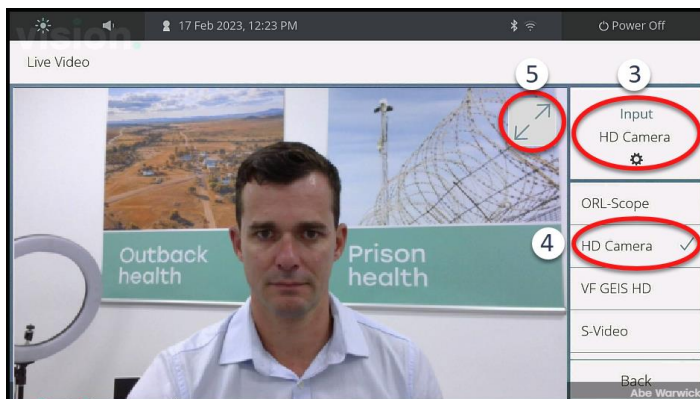 vision.
17 Feb 2023, 12:23 PM
Power Off
Live Video
5
3
Input
HD Camera
ORL-Scope
4
HD Camera
VF GEIS HD
S-Video
Back
Outback
health
Prison
health
Abe Warwick